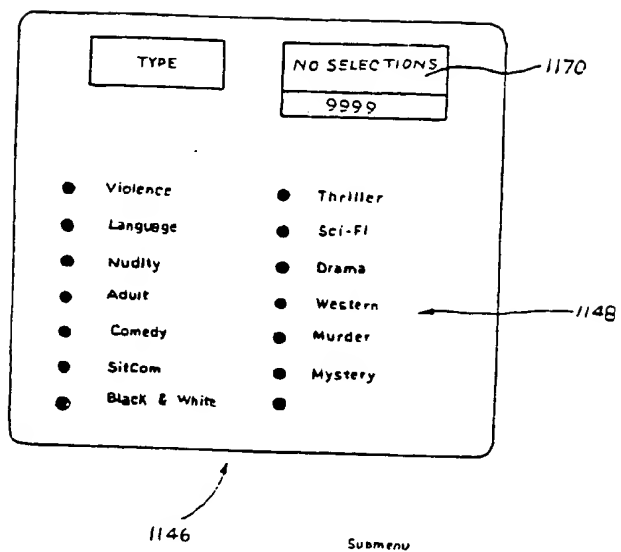 TYPE
NO SELECTIONS
9999
1170
Violence
Language
Nudity
Adult
Comedy
SitCom
Black & White
Thriller
Sci-Fi
Drama
Western
Murder
Mystery
1148
1146
Submenu